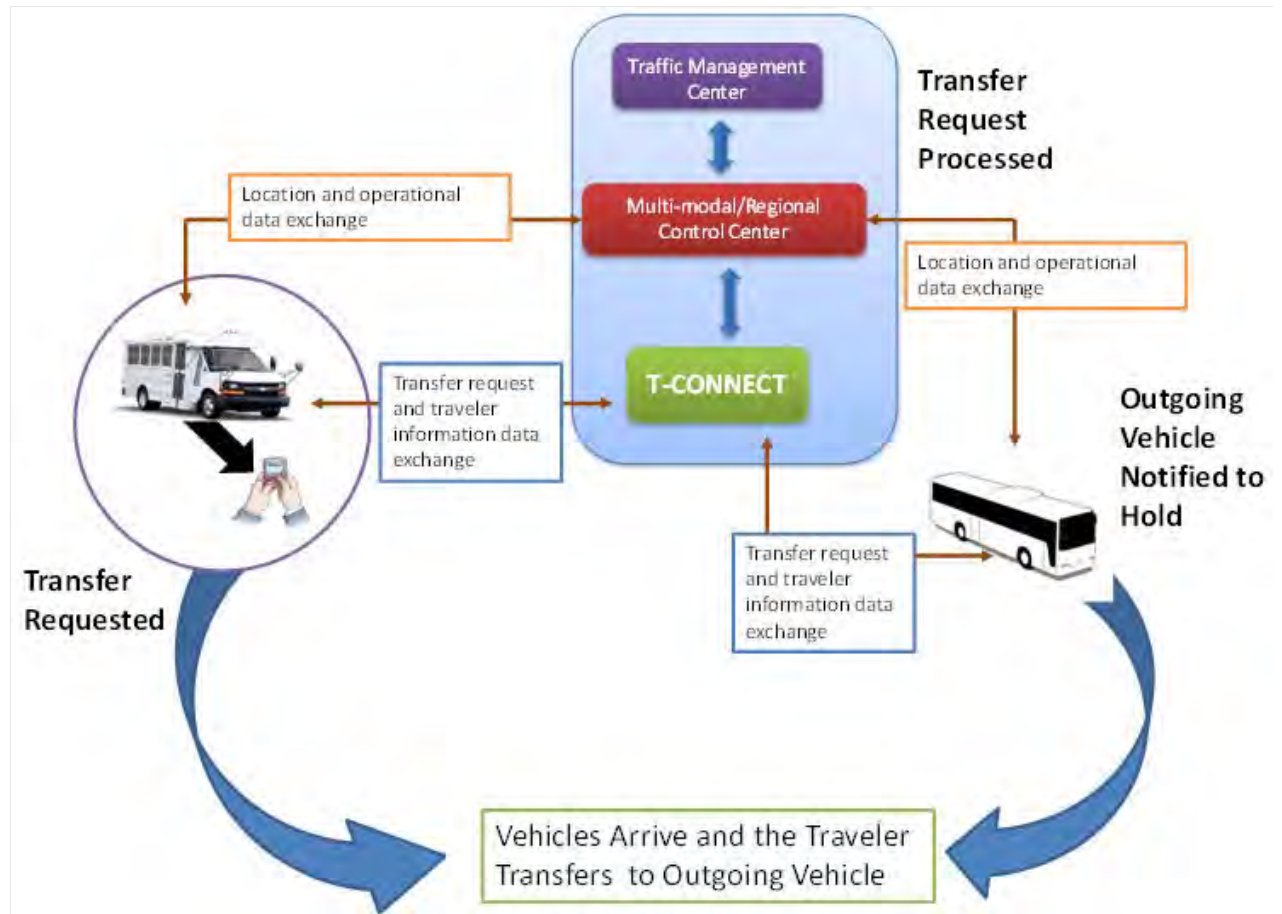 Traffic Management
Center
Transfer
Request
Processed
Location and operational
data exchange
Multi-modal/Regional
Control Center
Location and operational
data exchange
Transfer request
and traveler
information data
exchange
T-CONNECT
Outgoing
Vehicle
Notified to
Hold
Transfer request
and traveler
information data
exchange
Transfer
Requested
Vehicles Arrive and the Traveler
Transfers to Outgoing Vehicle